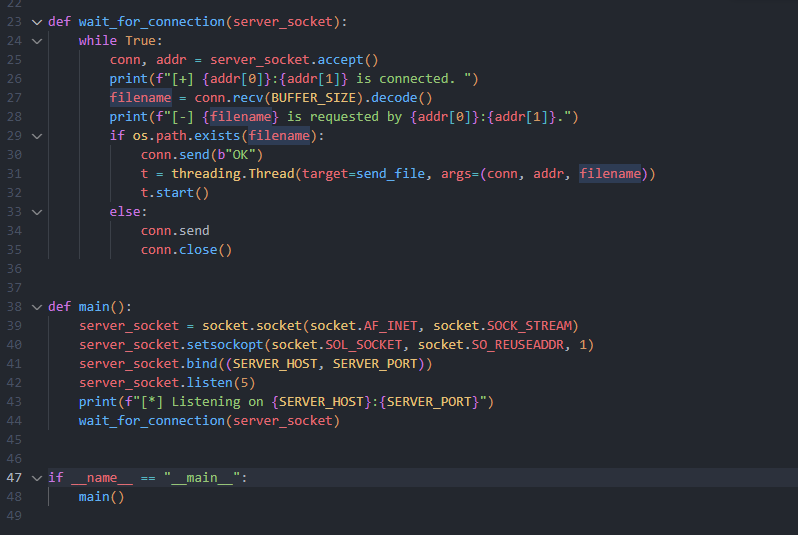 22
23 def wait_for_connection(server_socket):
24     while True:
25         conn, addr = server_socket.accept()
26         print(f"[+] {addr[0]}:{addr[1]} is connected. ")
27         filename = conn.recv(BUFFER_SIZE).decode()
28         print(f"[-] {filename} is requested by {addr[0]}:{addr[1]}.")
29         if os.path.exists(filename):
30             conn.send(b"OK")
31             t = threading.Thread(target=send_file, args=(conn, addr, filename))
32             t.start()
33         else:
34             conn.send
35             conn.close()
36
37
38 def main():
39     server_socket = socket.socket(socket.AF_INET, socket.SOCK_STREAM)
40     server_socket.setsockopt(socket.SOL_SOCKET, socket.SO_REUSEADDR, 1)
41     server_socket.bind((SERVER_HOST, SERVER_PORT))
42     server_socket.listen(5)
43     print(f"[*] Listening on {SERVER_HOST}:{SERVER_PORT}")
44     wait_for_connection(server_socket)
45
46
47 if __name__ == "__main__":
48     main()
49